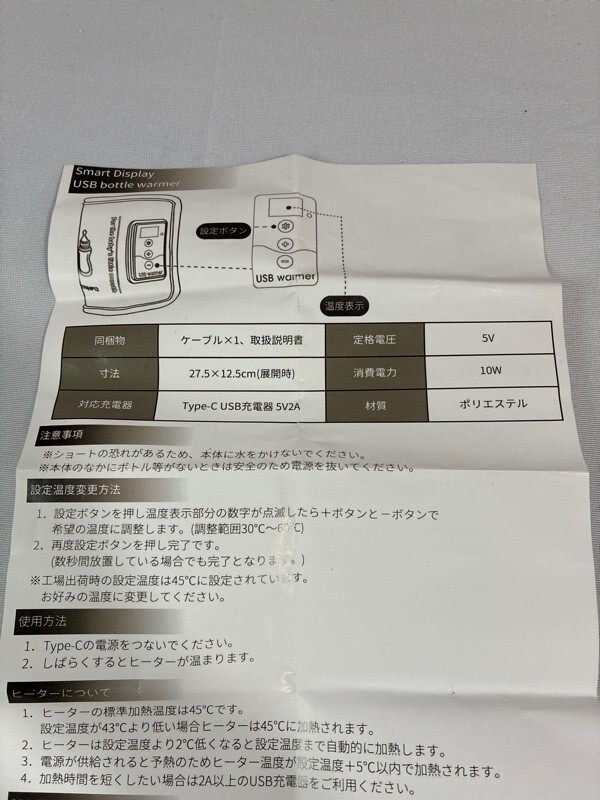 Smart Display
USB bottle warmer
設定ボタン
USB warmer
温度表示
同梱物 ケーブル×1、取扱説明書 定格電圧 5V
寸法 27.5×12.5cm(展開時) 消費電力 10W
対応充電器 Type-C USB充電器 5V2A 材質 ポリエステル
注意事項
※ショートの恐れがあるため、本体に水をかけないでください。
※本体のなかにボトル等がないときは安全のため電源を抜いてください。
設定温度変更方法
1. 設定ボタンを押し温度表示部分の数字が点滅したら＋ボタンと－ボタンで
希望の温度に調整します。(調整範囲30℃～60℃)
2. 再度設定ボタンを押し完了です。
(数秒間放置している場合でも完了となります。)
※工場出荷時の設定温度は45℃に設定されています。
お好みの温度に変更してください。
使用方法
1. Type-Cの電源をつないでください。
2. しばらくするとヒーターが温まります。
ヒーターについて
1. ヒーターの標準加熱温度は45℃です。
設定温度が43℃より低い場合ヒーターは45℃に加熱されます。
2. ヒーターは設定温度より2℃低くなると設定温度まで自動的に加熱します。
3. 電源が供給されると予熱のためヒーター温度が設定温度＋5℃以内で加熱されます。
4. 加熱時間を短くしたい場合は2A以上のUSB充電器をご利用ください。